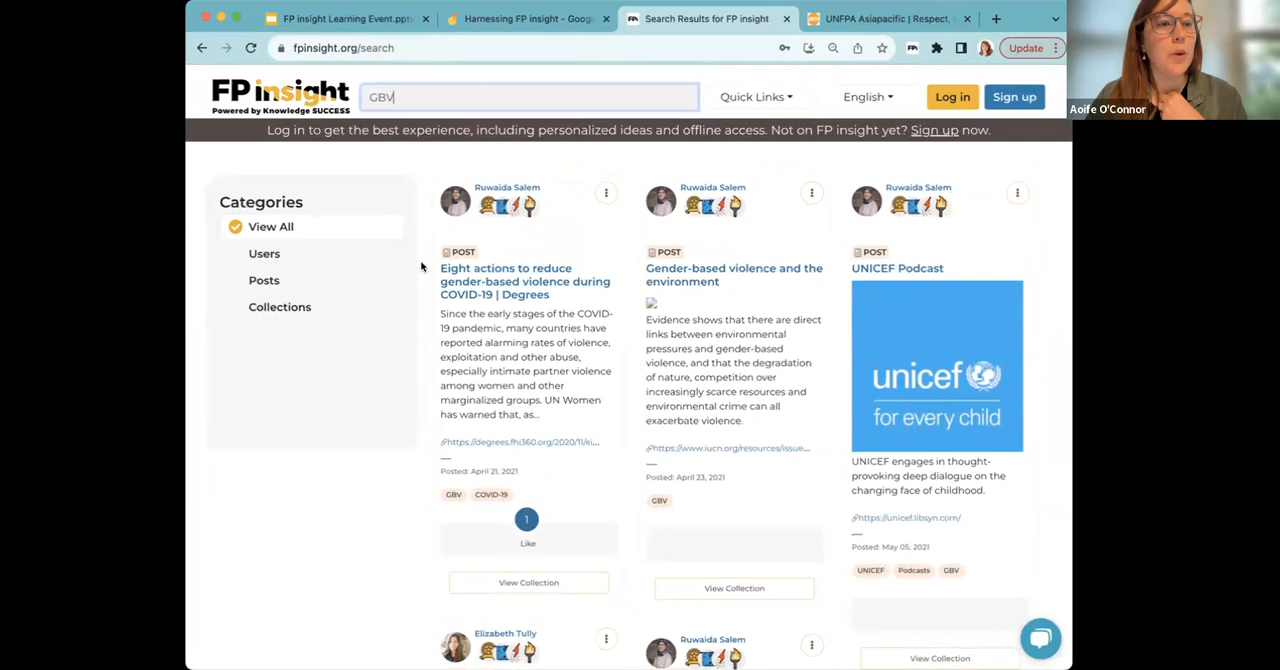 FP insight Learning Event.pptx
Harnessing FP insight - Goog
Search Results for FP insight
UNFPA Asiapacific | Respect,
fpinsight.org/search
Update
FP insight
Powered by Knowledge SUCCESS
GBV
Quick Links
English
Log in
Sign up
Aoife O'Connor
Log in to get the best experience, including personalized ideas and offline access. Not on FP insight yet? Sign up now.
Categories
View All
Users
Posts
Collections
Ruwaida Salem
POST
Eight actions to reduce
gender-based violence during
COVID-19 | Degrees
Since the early stages of the COVID-
19 pandemic, many countries have
reported alarming rates of violence,
exploitation and other abuse,
especially intimate partner violence
among women and other
marginalized groups. UN Women
has warned that, as...
https://degrees.fhi360.org/2020/11/ei...
Posted: April 21, 2021
GBV
COVID-19
1
Like
View Collection
Elizabeth Tully
Ruwaida Salem
POST
Gender-based violence and the
environment
Evidence shows that there are direct
links between environmental
pressures and gender-based
violence, and that the degradation
of nature, competition over
increasingly scarce resources and
environmental crime can all
exacerbate violence.
https://www.iucn.org/resources/issue...
Posted: April 23, 2021
GBV
View Collection
Ruwaida Salem
Ruwaida Salem
POST
UNICEF Podcast
unicef
for every child
UNICEF engages in thought-
provoking deep dialogue on the
changing face of childhood.
https://unicef.libsyn.com/
Posted: May 05, 2021
UNICEF
Podcasts
GBV
View Collection